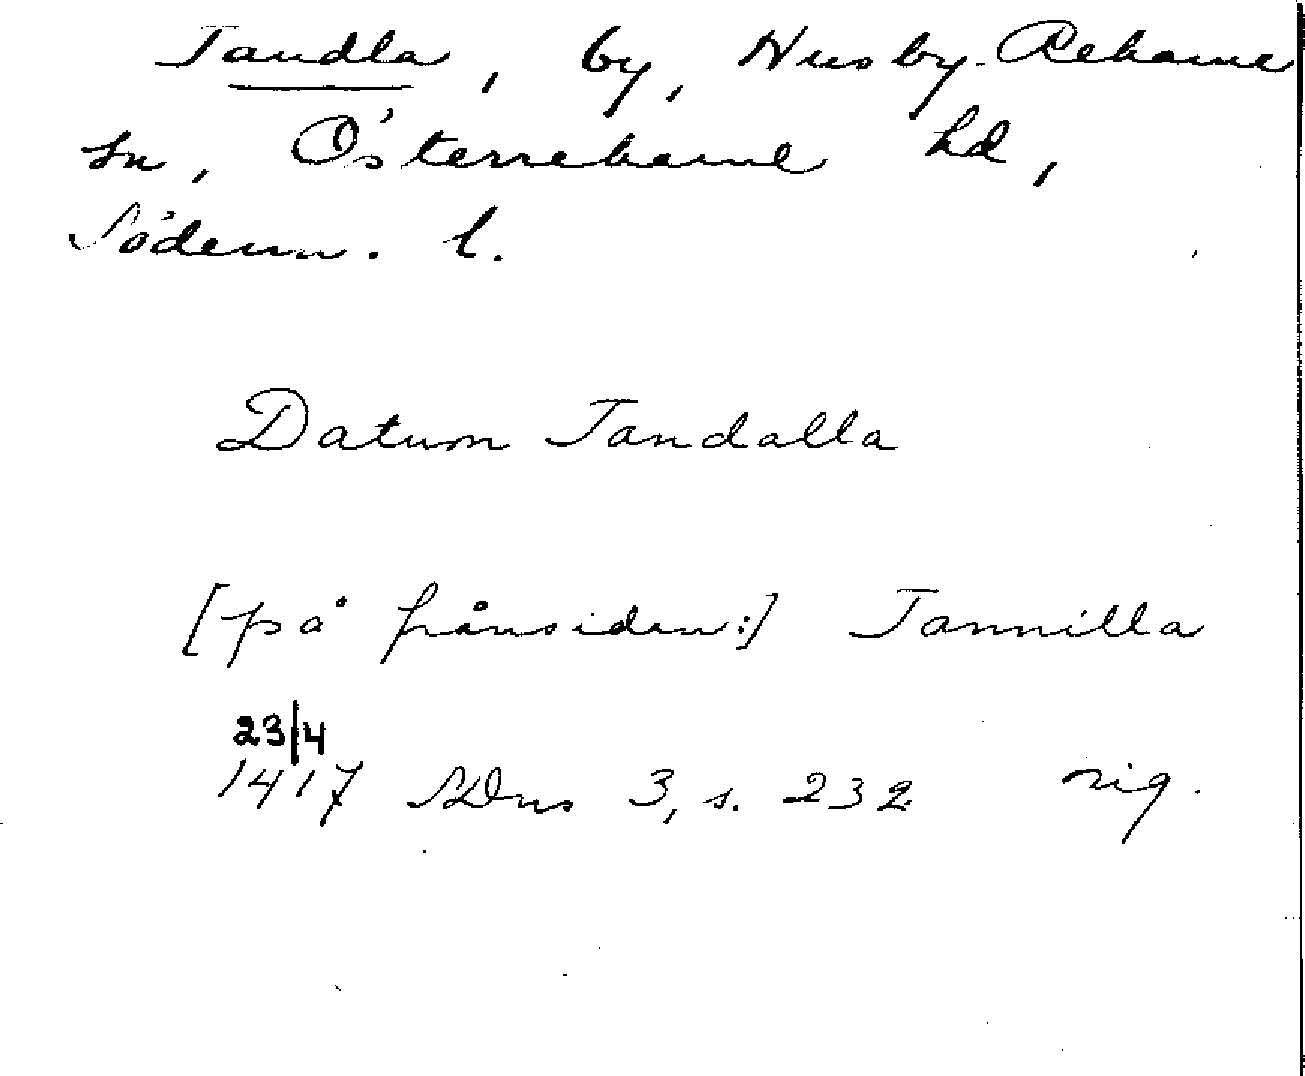 Tandla, by, Husby-Rekarne
sn, Österrekarne hd,
Söderm. l.
Datum Tandalla
[på frånsidan:] Tannilla
23/4
1417 SDns 3, s. 232 sig.